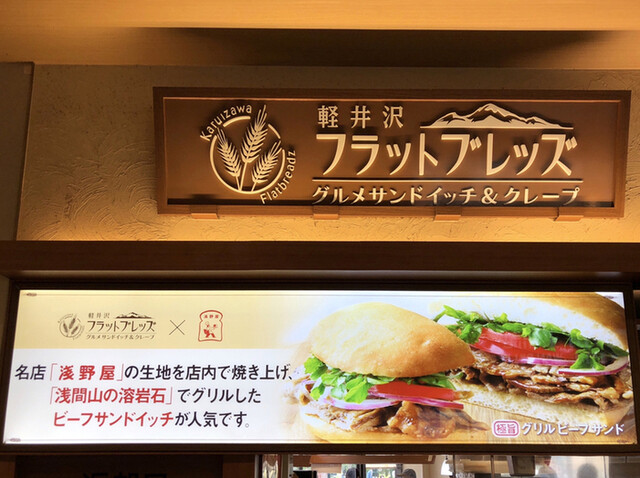 Karuizawa
Flatbreadz
軽井沢
フラットブレッズ
グルメサンドイッチ&クレープ
軽井沢
フラットブレッズ
グルメサンドイッチ&クレープ
×
浅野屋
名店「浅野屋」の生地を店内で焼き上げ、
「浅間山の溶岩石」でグリルした
ビーフサンドイッチが人気です。
極旨 グリルビーフサンド